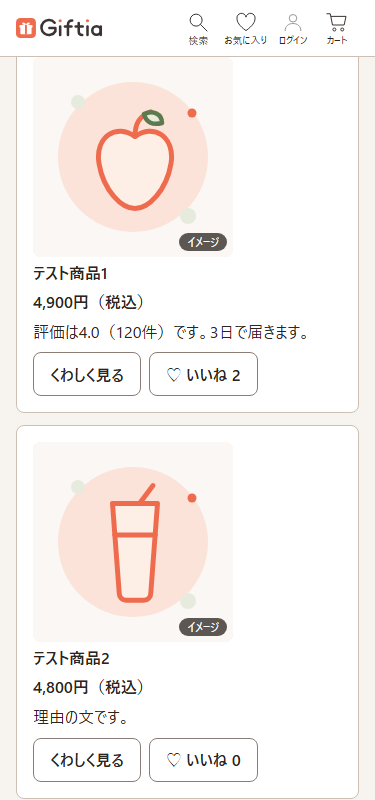 Giftia
検索
お気に入り
ログイン
カート
イメージ
テスト商品1
4,900円（税込）
評価は4.0（120件）です。3日で届きます。
くわしく見る
♡ いいね 2
イメージ
テスト商品2
4,800円（税込）
理由の文です。
くわしく見る
♡ いいね 0